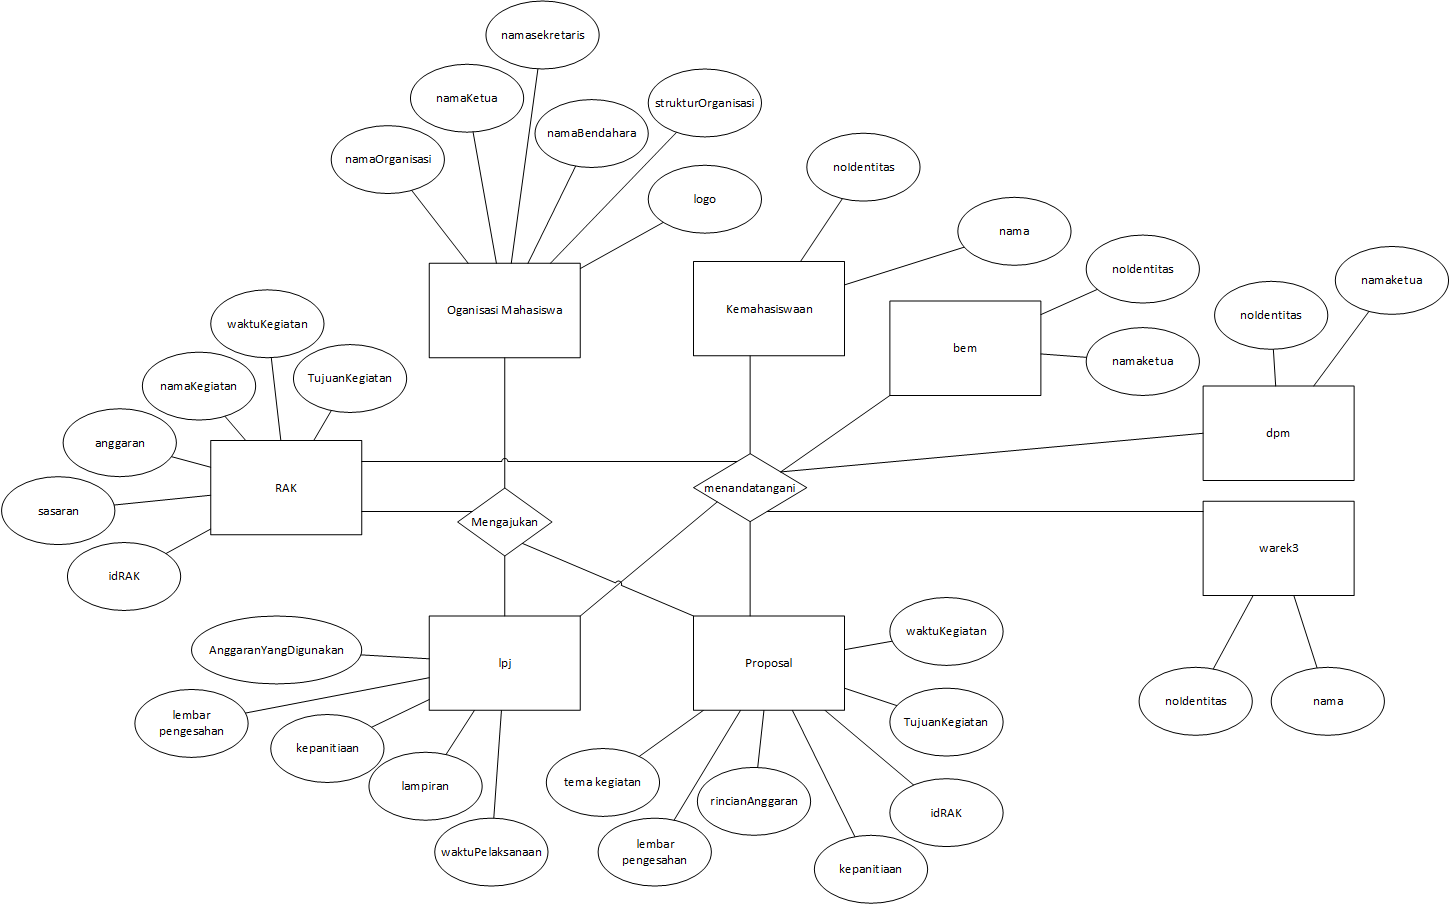 namasekretaris
namaKetua
strukturOrganisasi
namaBendahara
namaOrganisasi
noIdentitas
logo
nama
noIdentitas
namaketua
Oganisasi Mahasiswa
Kemahasiswaan
noIdentitas
waktuKegiatan
bem
namaketua
TujuanKegiatan
namaKegiatan
dpm
anggaran
RAK
menandatangani
sasaran
Mengajukan
warek3
idRAK
waktuKegiatan
AnggaranYangDigunakan
lpj
Proposal
noIdentitas
nama
lembar
pengesahan
TujuanKegiatan
kepanitiaan
tema kegiatan
lampiran
rincianAnggaran
idRAK
waktuPelaksanaan
lembar
pengesahan
kepanitiaan